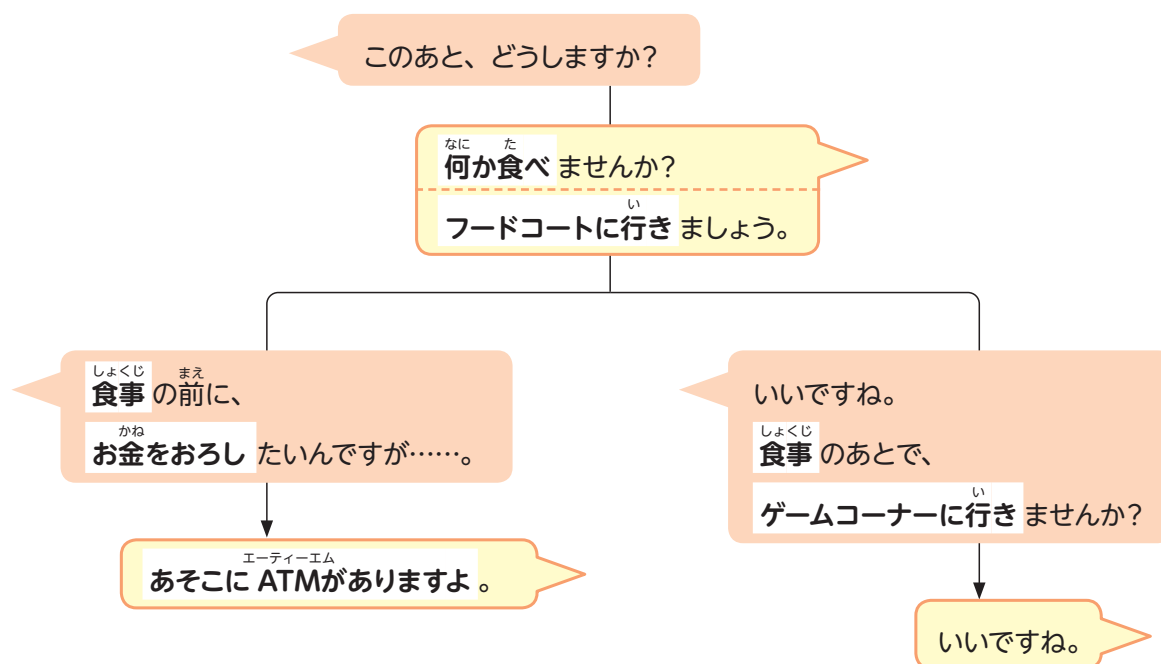 このあと、どうしますか？
なに た
何か食べ ませんか？
い
フードコートに行き ましょう。
しょくじ まえ
食事 の前に、
かね
お金をおろし たいんですが……。
エーティーエム
あそこに ATMがありますよ 。
いいですね。
しょくじ
食事 のあとで、
い
ゲームコーナーに行き ませんか？
いいですね。